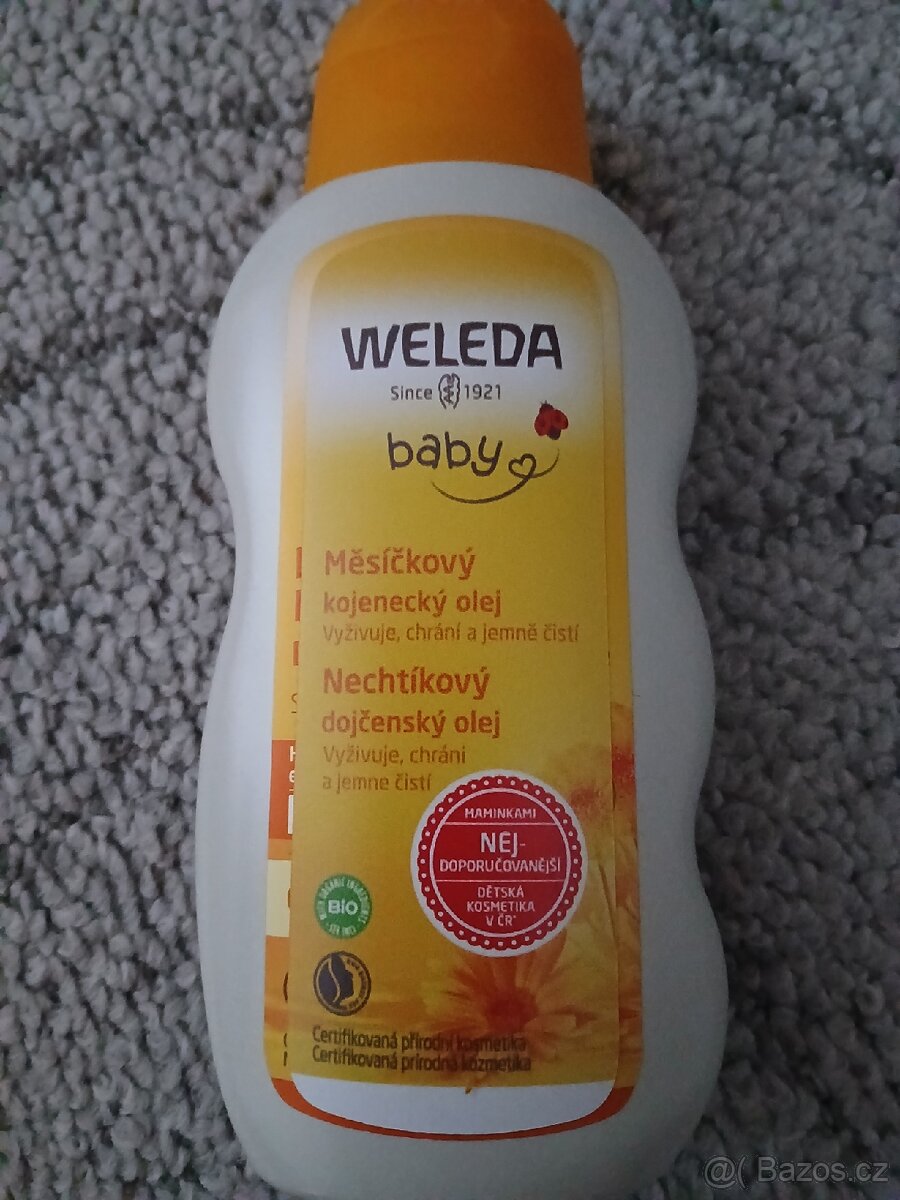 WELEDA
Since 1921
baby
Měsíčkový
kojenecký olej
Vyživuje, chrání a jemně čistí
Nechtíkový
dojčenský olej
Vyživuje, chráni
a jemne čistí
MAMINKAMI
NEJ-
DOPORUČOVANĚJŠÍ
DĚTSKÁ
KOSMETIKA
V ČR*
BIO
Certifikovaná přírodní kosmetika
Certifikovaná prírodná kozmetika
@( Bazos.cz